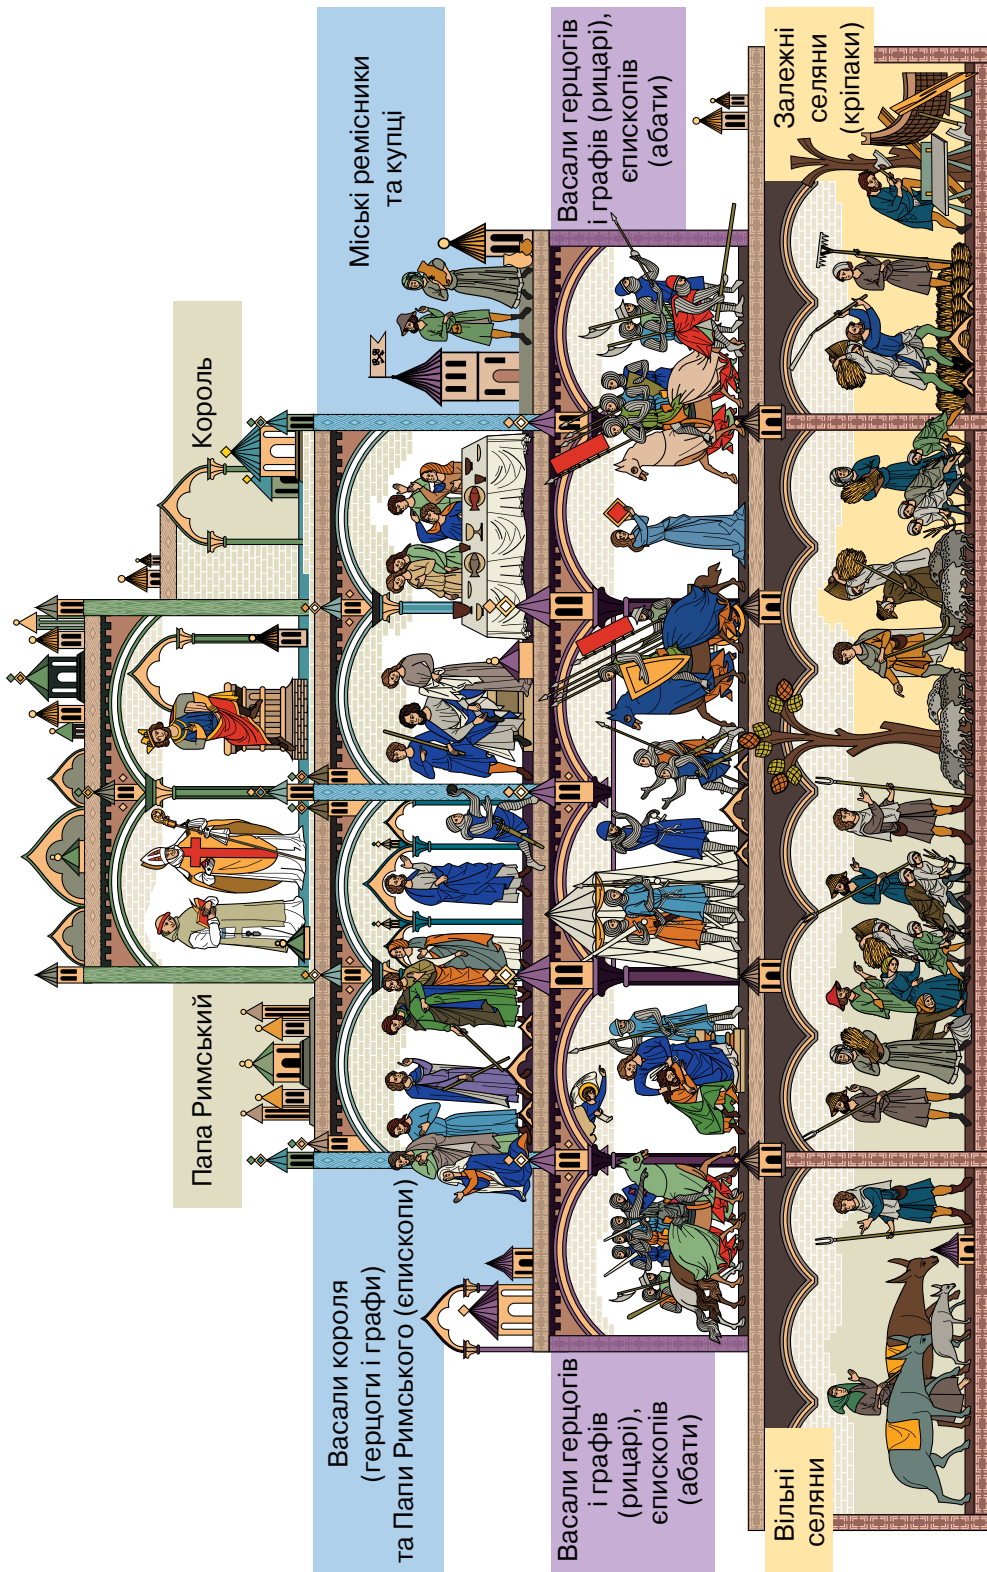 Папа Римський
Король
Васали короля
(герцоги і графи)
та Папи Римського (єпископи)
Міські ремісники
та купці
Васали герцогів
і графів
(рицарі),
єпископів
(абати)
Васали герцогів
і графів (рицарі),
єпископів
(абати)
Вільні
селяни
Залежні
селяни
(кріпаки)